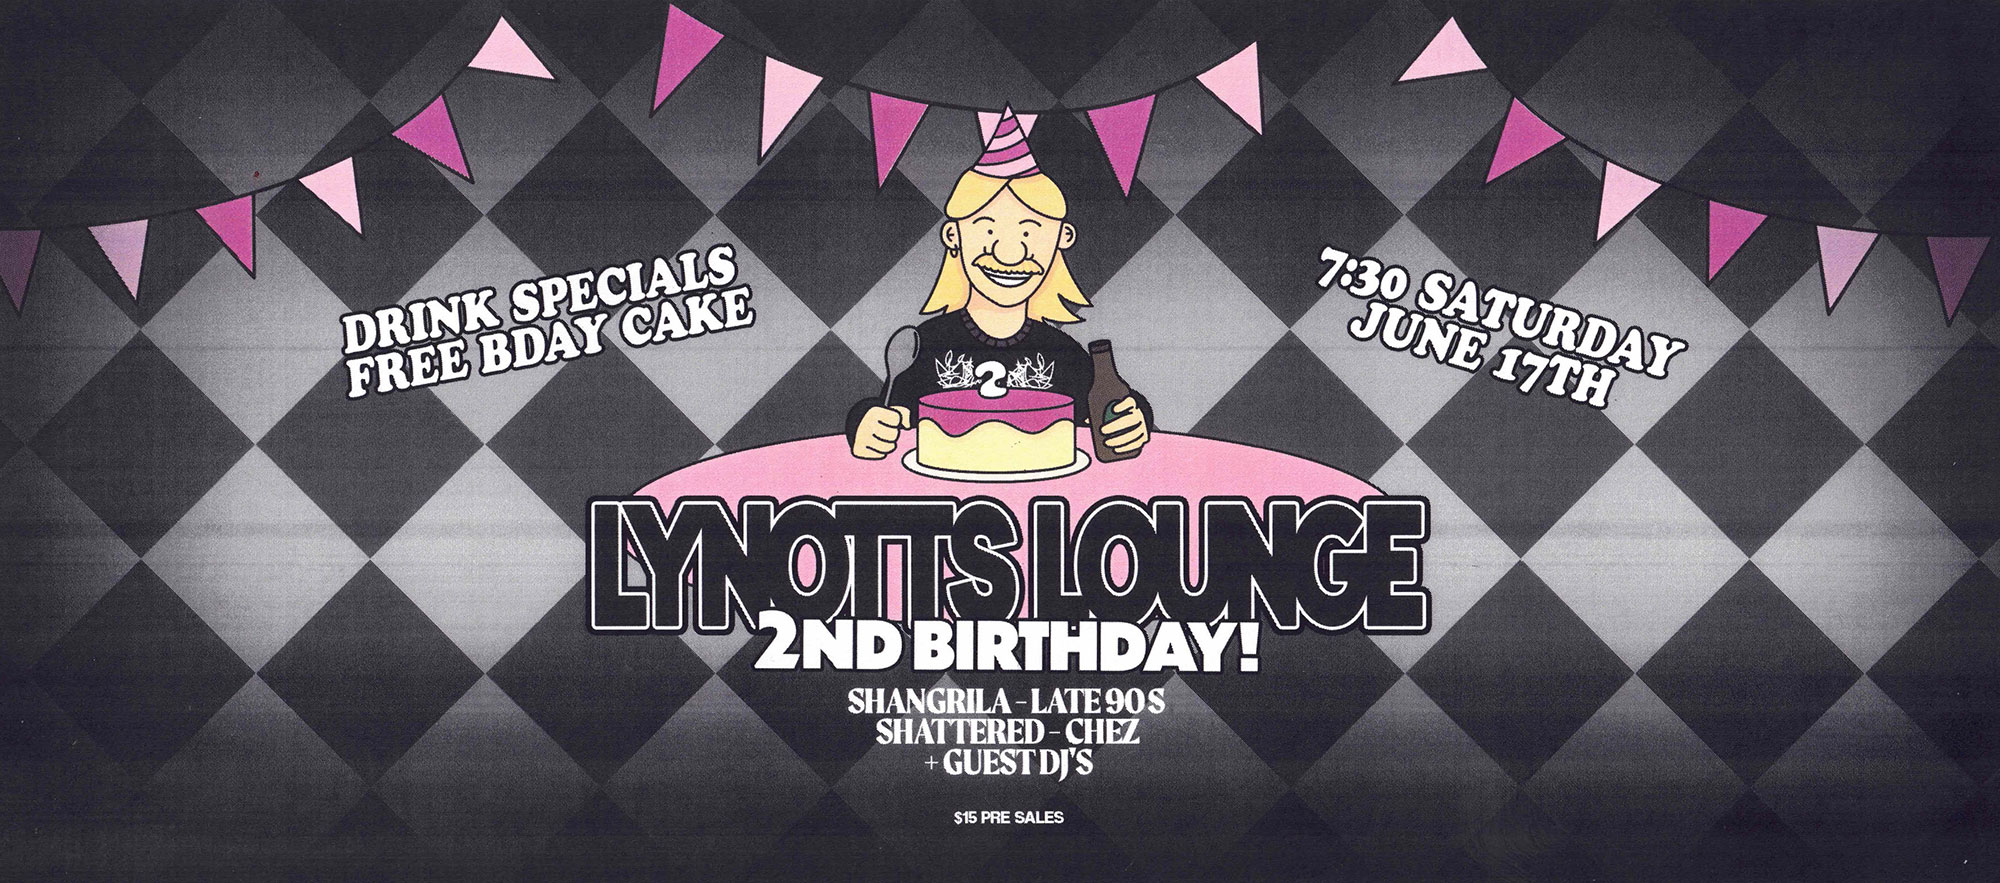 DRINK SPECIALS
FREE BDAY CAKE
7:30 SATURDAY
JUNE 17TH
2
LYNOTTS LOUNGE
2ND BIRTHDAY!
SHANGRILA - LATE 90S
SHATTERED - CHEZ
+ GUEST DJ'S
$15 PRE SALES